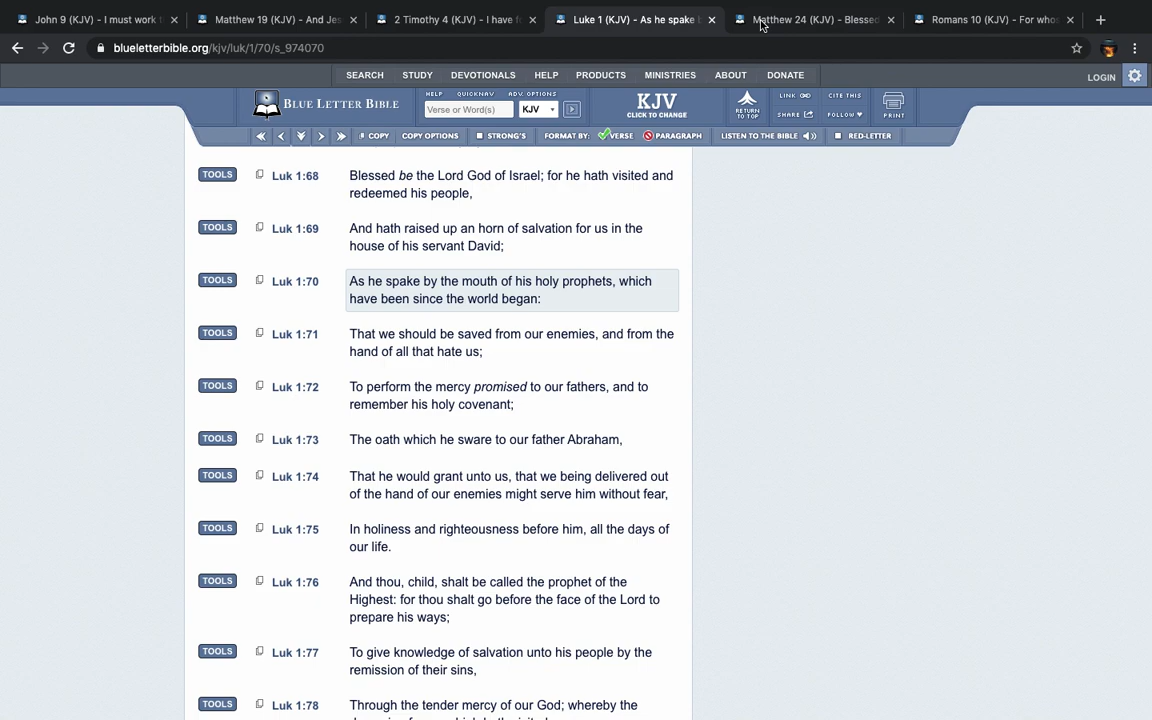 John 9 (KJV) - I must work
Matthew 19 (KJV) - And Jes
2 Timothy 4 (KJV) - I have
Luke 1 (KJV) - As he spake
Matthew 24 (KJV) - Blessed
Romans 10 (KJV) - For whos
blueletterbible.org/kjv/luk/1/70/s_974070
SEARCH STUDY DEVOTIONALS HELP PRODUCTS MINISTRIES ABOUT DONATE
LOGIN
HELP QUICKNAV ADV. OPTIONS
BLUE LETTER BIBLE
Verse or Word(s) KJV
KJV
CLICK TO CHANGE
RETURN
TO TOP
LINK CITE THIS
SHARE FOLLOW
PRINT
COPY COPY OPTIONS STRONG'S FORMAT BY: VERSE PARAGRAPH LISTEN TO THE BIBLE RED-LETTER
TOOLS Luk 1:68 Blessed be the Lord God of Israel; for he hath visited and
redeemed his people,
TOOLS Luk 1:69 And hath raised up an horn of salvation for us in the
house of his servant David;
TOOLS Luk 1:70 As he spake by the mouth of his holy prophets, which
have been since the world began:
TOOLS Luk 1:71 That we should be saved from our enemies, and from the
hand of all that hate us;
TOOLS Luk 1:72 To perform the mercy promised to our fathers, and to
remember his holy covenant;
TOOLS Luk 1:73 The oath which he sware to our father Abraham,
TOOLS Luk 1:74 That he would grant unto us, that we being delivered out
of the hand of our enemies might serve him without fear,
TOOLS Luk 1:75 In holiness and righteousness before him, all the days of
our life.
TOOLS Luk 1:76 And thou, child, shalt be called the prophet of the
Highest: for thou shalt go before the face of the Lord to
prepare his ways;
TOOLS Luk 1:77 To give knowledge of salvation unto his people by the
remission of their sins,
TOOLS Luk 1:78 Through the tender mercy of our God; whereby the